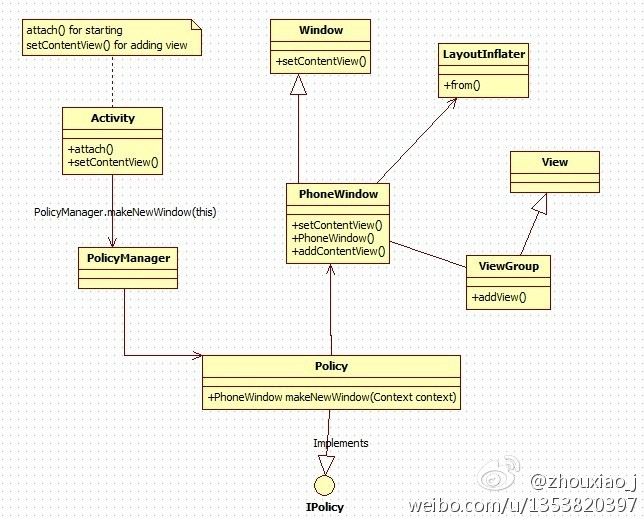 attach() for starting
setContentView() for adding view
Window
+setContentView()
LayoutInflater
+from()
Activity
+attach()
+setContentView()
View
PolicyManager.makeNewWindow(this)
PhoneWindow
+setContentView()
+PhoneWindow()
+addContentView()
PolicyManager
ViewGroup
+addView()
Policy
+PhoneWindow makeNewWindow(Context context)
Implements
IPolicy
@zhouxiao_j
weibo.com/u/1353820397